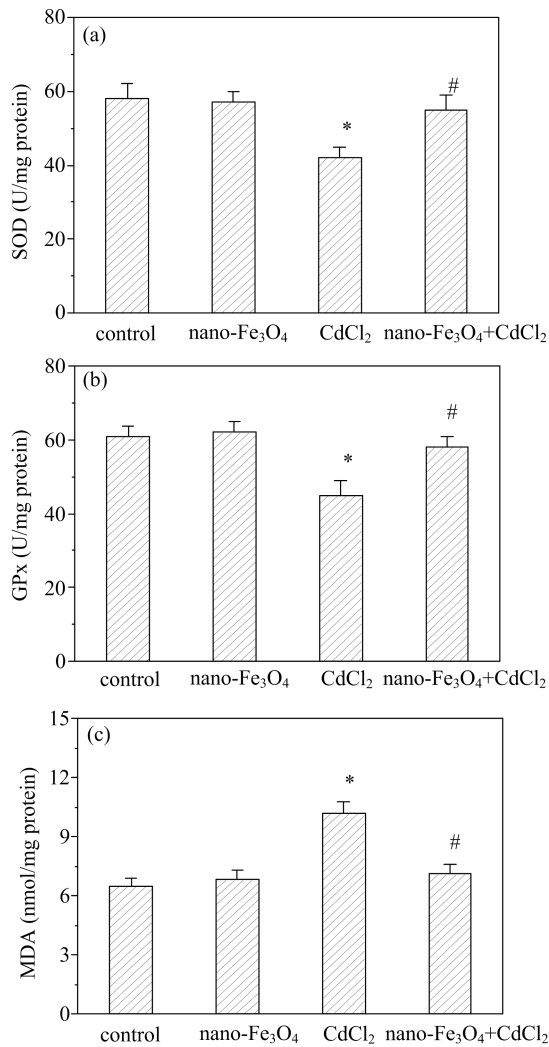 (a)
80
60
40
20
0
SOD (U/mg protein)
#
*
control nano-Fe₃O₄ CdCl₂ nano-Fe₃O₄+CdCl₂
(b)
80
60
40
20
0
GPx (U/mg protein)
#
*
control nano-Fe₃O₄ CdCl₂ nano-Fe₃O₄+CdCl₂
(c)
15
12
9
6
3
0
MDA (nmol/mg protein)
*
#
control nano-Fe₃O₄ CdCl₂ nano-Fe₃O₄+CdCl₂